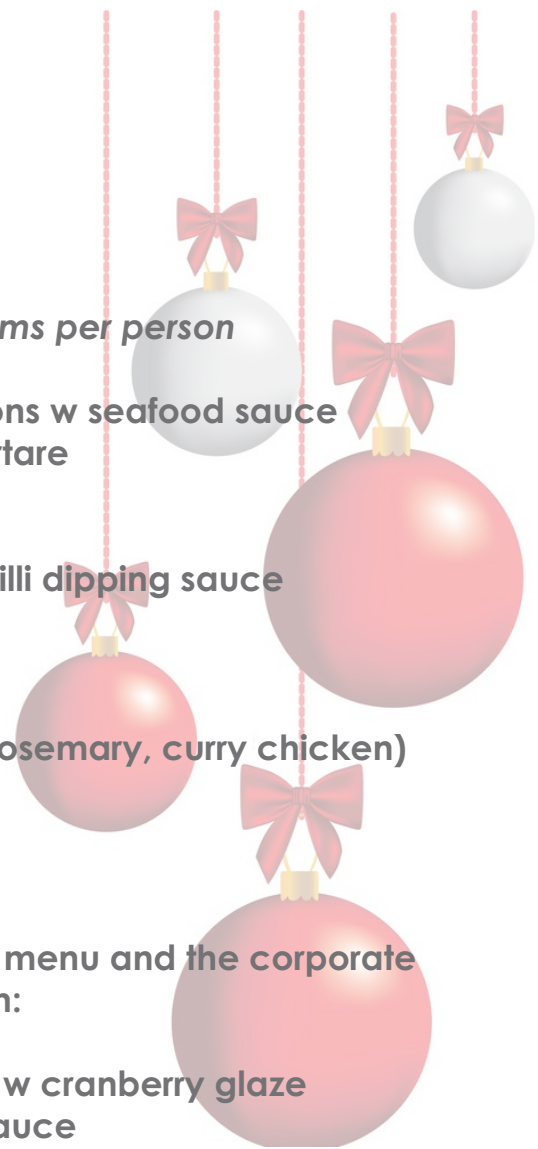 ms per person
ons w seafood sauce
rtare
illi dipping sauce
osemary, curry chicken)
menu and the corporate
n:
w cranberry glaze
auce